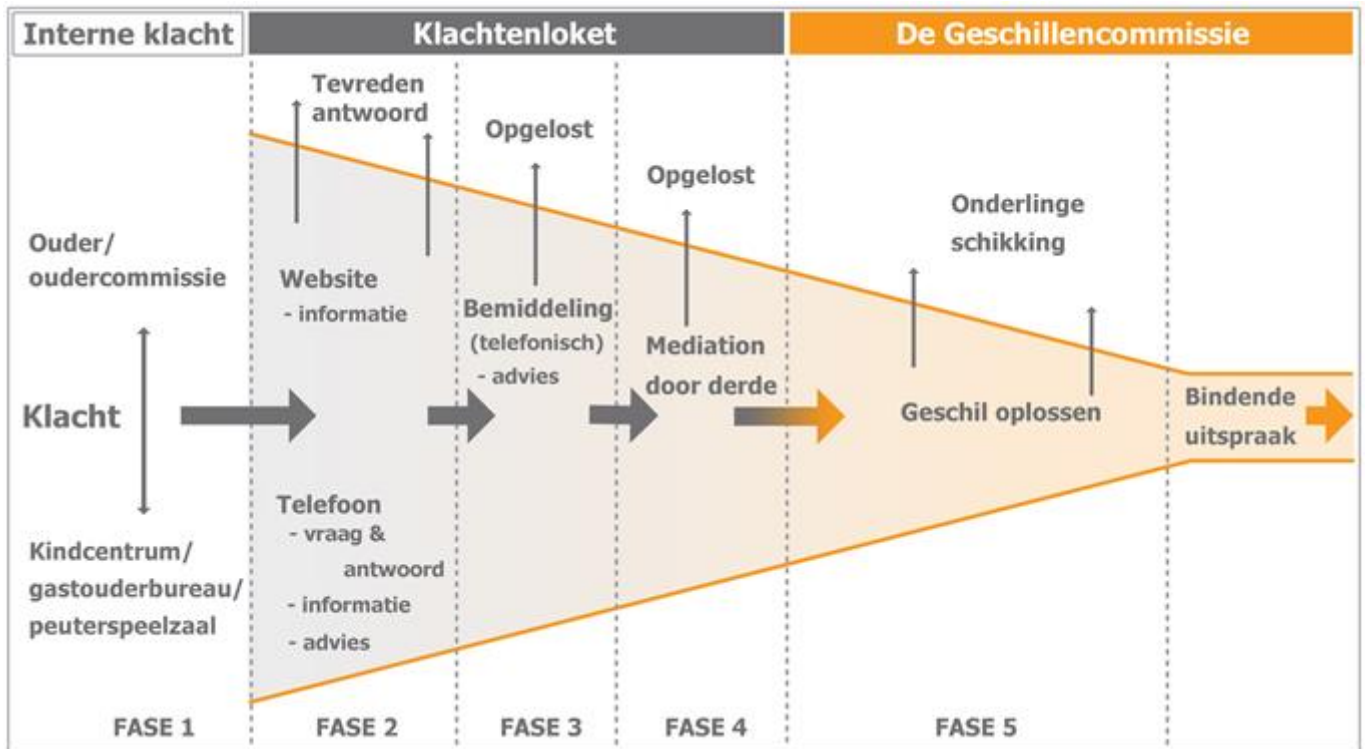 Interne klacht
Klachtenloket
De Geschillencommissie
Ouder/
oudercommissie
Klacht
Kindcentrum/
gastouderbureau/
peuterspeelzaal
FASE 1
Tevreden
antwoord
Website
- informatie
Telefoon
- vraag &
antwoord
- informatie
- advies
FASE 2
Opgelost
Bemiddeling
(telefonisch)
- advies
FASE 3
Opgelost
Mediation
door derde
FASE 4
Onderlinge
schikking
Geschil oplossen
FASE 5
Bindende
uitspraak